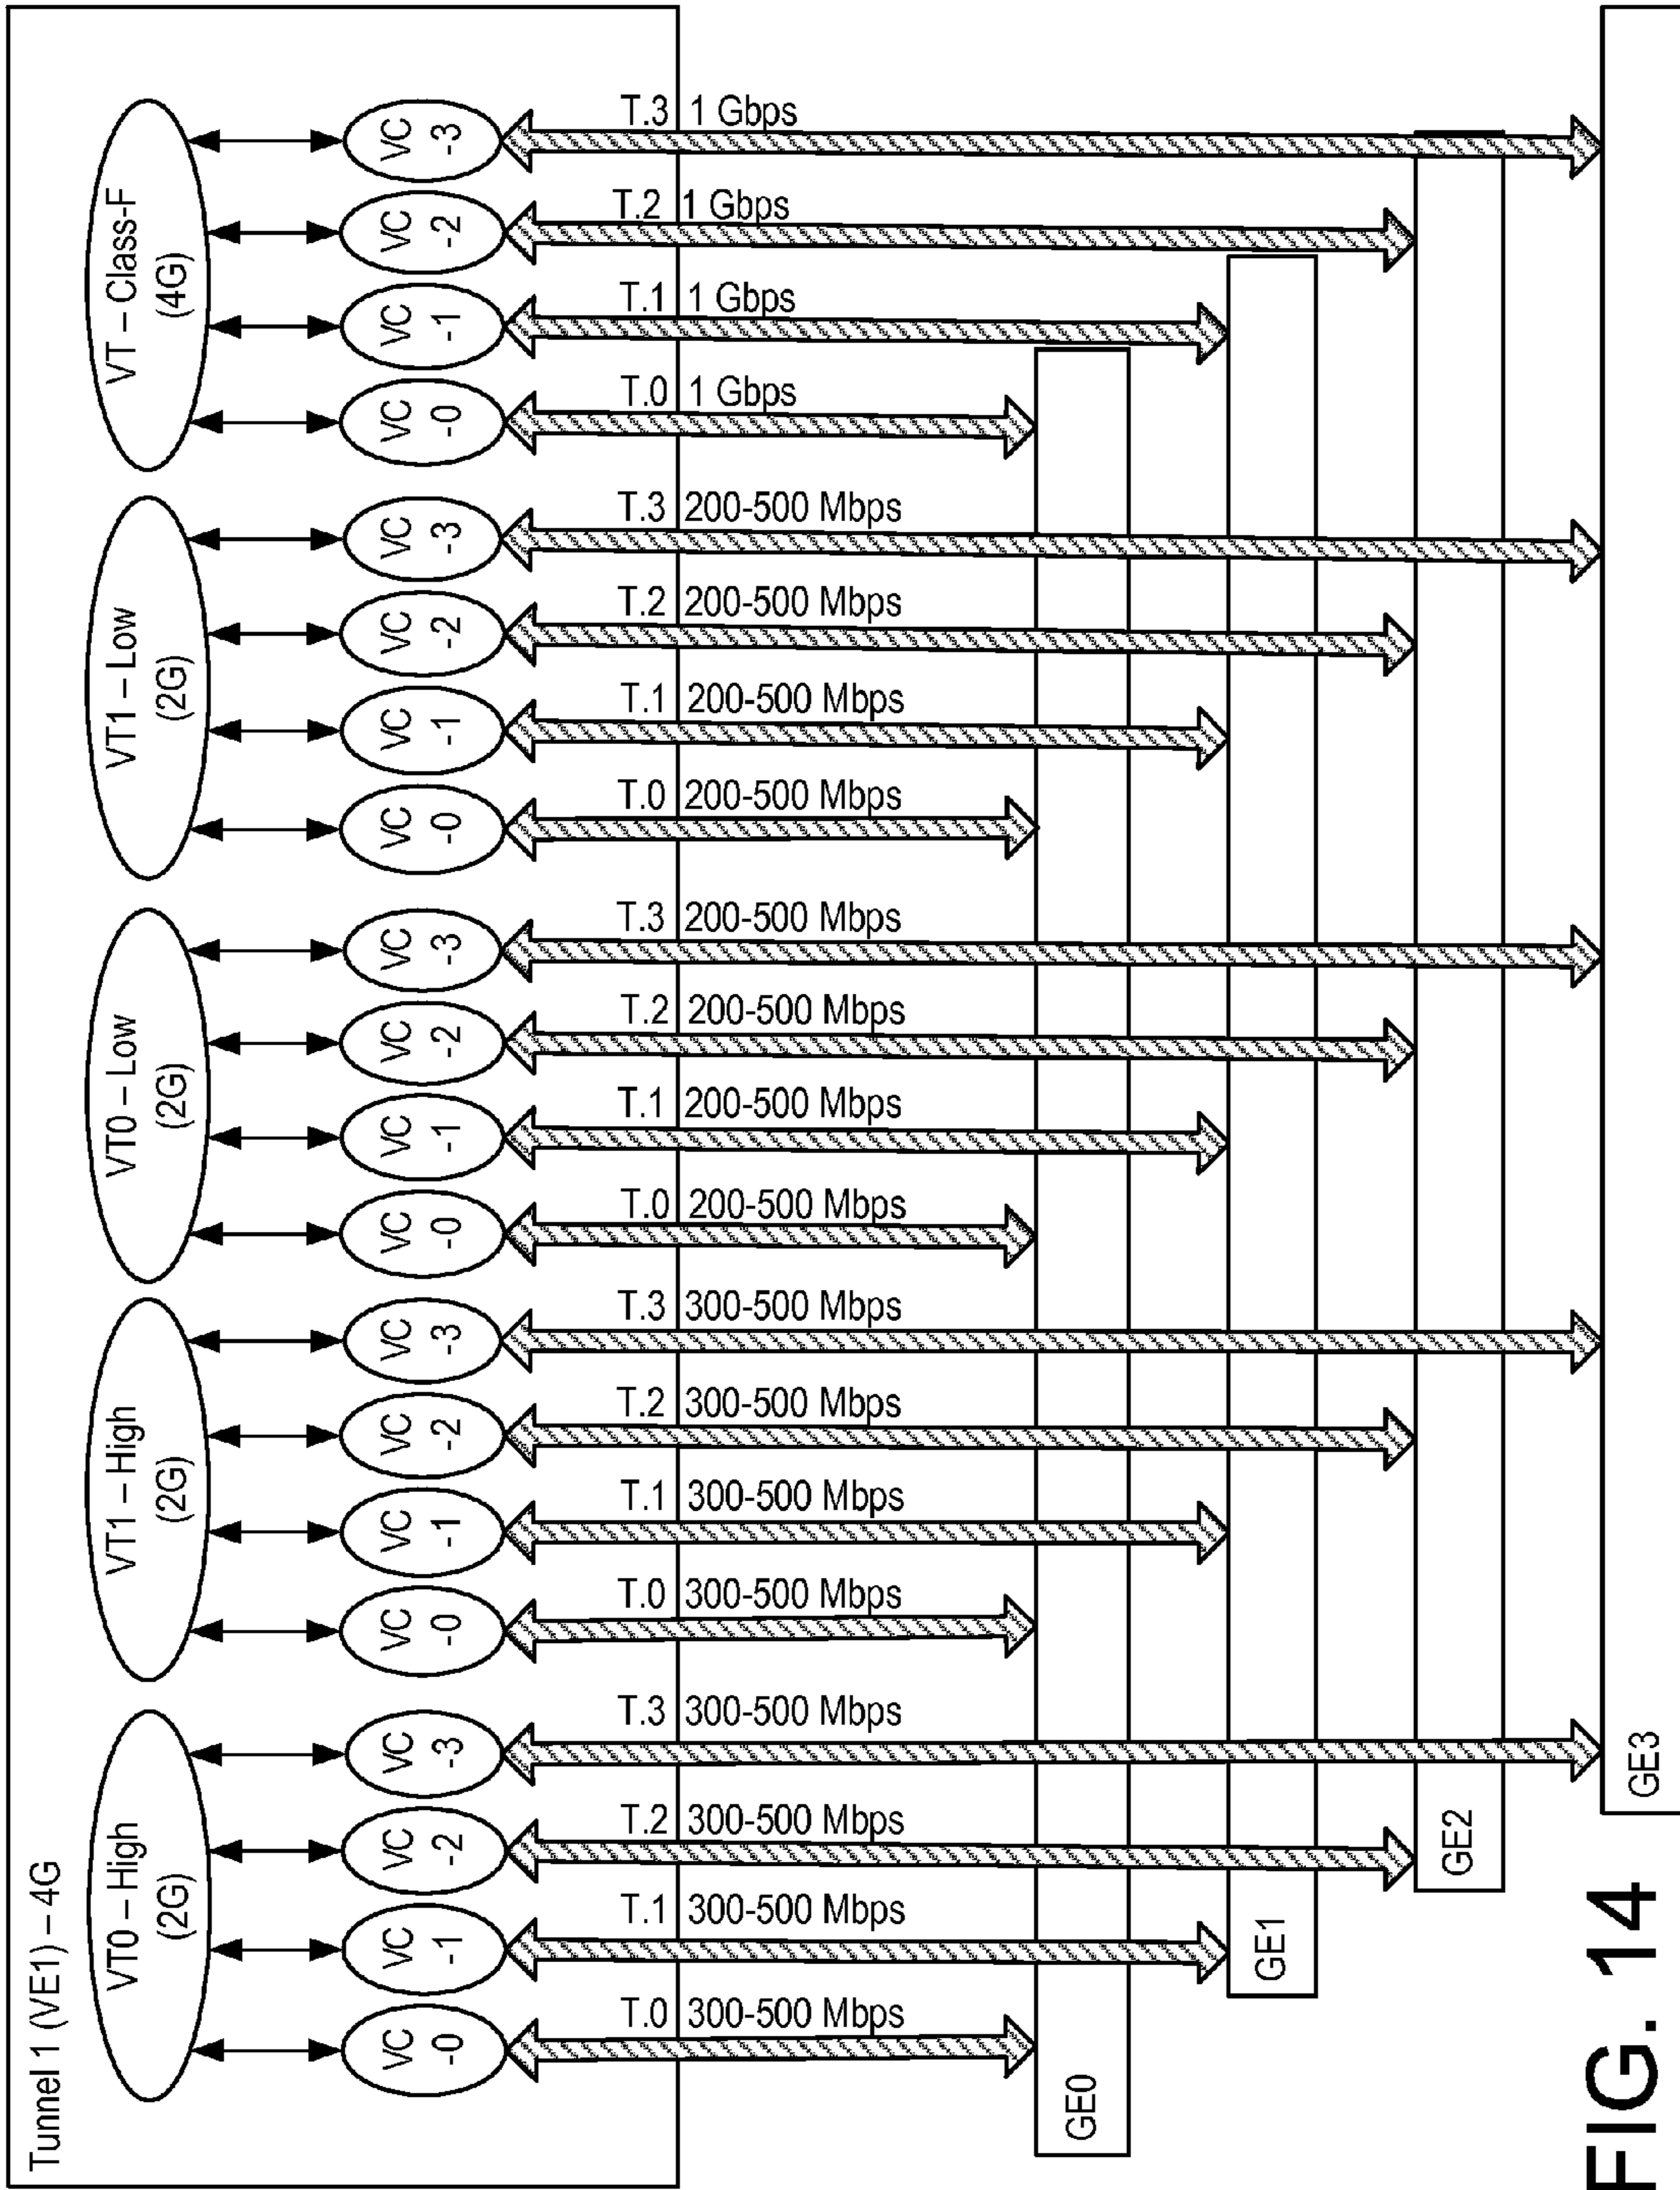 Tunnel 1 (VE1) – 4G
VT0 – High
(2G)
VT1 – High
(2G)
VT0 – Low
(2G)
VT1 – Low
(2G)
VT – Class-F
(4G)
VC
-0
VC
-1
VC
-2
VC
-3
VC
-0
VC
-1
VC
-2
VC
-3
VC
-0
VC
-1
VC
-2
VC
-3
VC
-0
VC
-1
VC
-2
VC
-3
VC
-0
VC
-1
VC
-2
VC
-3
T.0 300-500 Mbps
T.1 300-500 Mbps
T.2 300-500 Mbps
T.3 300-500 Mbps
T.0 300-500 Mbps
T.1 300-500 Mbps
T.2 300-500 Mbps
T.3 300-500 Mbps
T.0 200-500 Mbps
T.1 200-500 Mbps
T.2 200-500 Mbps
T.3 200-500 Mbps
T.0 200-500 Mbps
T.1 200-500 Mbps
T.2 200-500 Mbps
T.3 200-500 Mbps
T.0 1 Gbps
T.1 1 Gbps
T.2 1 Gbps
T.3 1 Gbps
GE0
GE1
GE2
GE3
FIG. 14